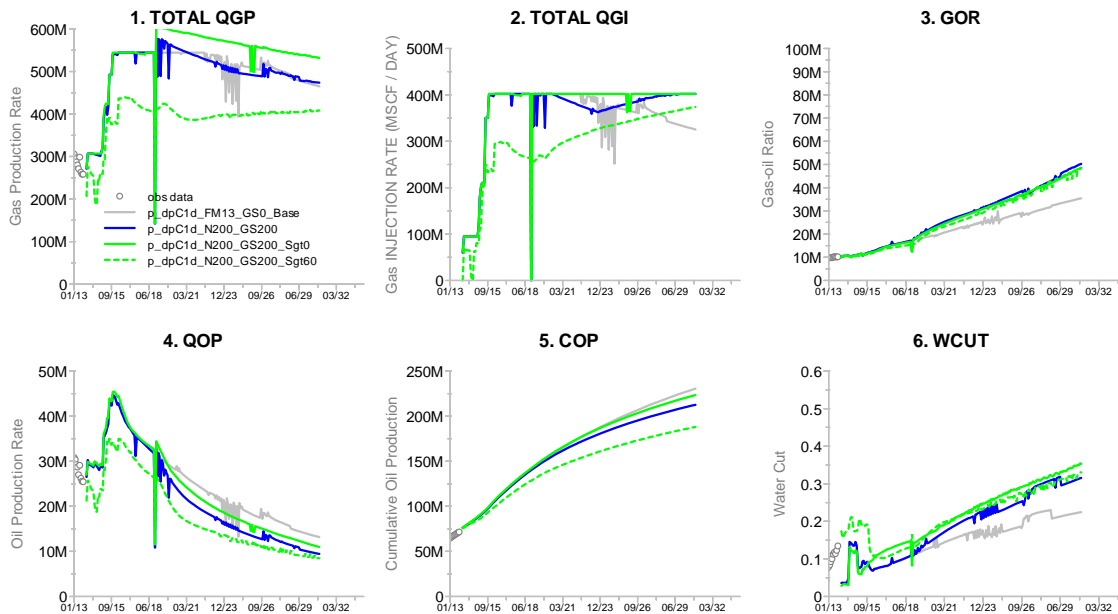 1. TOTAL QGP
Gas Production Rate
600M
500M
400M
300M
200M
100M
0
01/13 09/15 06/18 03/21 12/23 09/26 06/29 03/32
obs data
p_dpC1d_FM13_GS0_Base
p_dpC1d_N200_GS200
p_dpC1d_N200_GS200_Sgt0
p_dpC1d_N200_GS200_Sgt60
2. TOTAL QGI
Gas INJECTION RATE (MSCF / DAY)
500M
400M
300M
200M
100M
0
01/13 09/15 06/18 03/21 12/23 09/26 06/29 03/32
3. GOR
Gas-oil Ratio
100M
90M
80M
70M
60M
50M
40M
30M
20M
10M
0
01/13 09/15 06/18 03/21 12/23 09/26 06/29 03/32
4. QOP
Oil Production Rate
50M
40M
30M
20M
10M
0
01/13 09/15 06/18 03/21 12/23 09/26 06/29 03/32
5. COP
Cumulative Oil Production
250M
200M
150M
100M
50M
0
01/13 09/15 06/18 03/21 12/23 09/26 06/29 03/32
6. WCUT
Water Cut
0.6
0.5
0.4
0.3
0.2
0.1
0
01/13 09/15 06/18 03/21 12/23 09/26 06/29 03/32